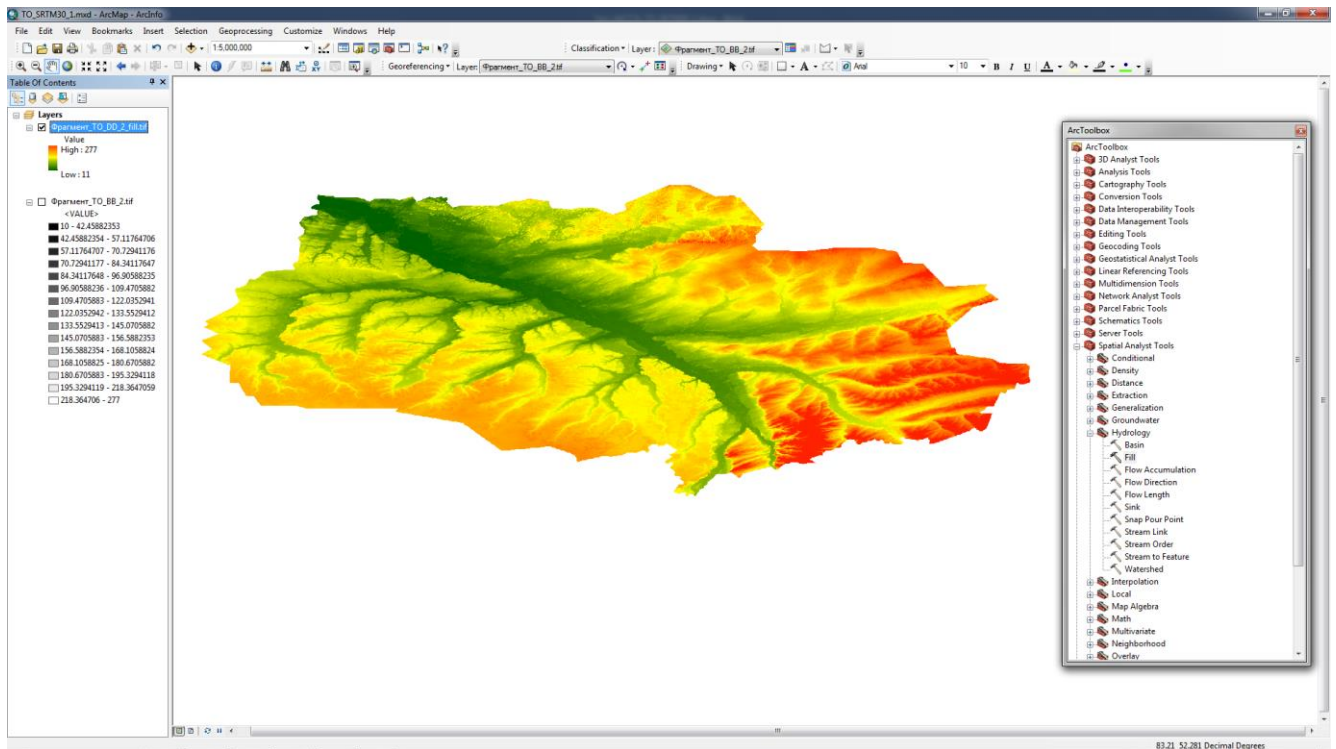 TO_SRTM30_1.mxd - ArcMap - ArcInfo
File Edit View Bookmarks Insert Selection Geoprocessing Customize Windows Help
1:5,000,000
Classification Layer: Фрагмент_TO_BB_2.tif
Georeferencing Layer: Фрагмент_TO_BB_2.tif
Drawing A Arial 10 B I U A
Table Of Contents
Layers
Фрагмент_TO_DD_2_fill.tif
Value
High : 277
Low : 11
Фрагмент_TO_BB_2.tif
<VALUE>
10 - 42.45882353
42.45882354 - 57.11764706
57.11764707 - 70.72941176
70.72941177 - 84.34117647
84.34117648 - 96.90588235
96.90588236 - 109.4705882
109.4705883 - 122.0352941
122.0352942 - 133.5529412
133.5529413 - 145.0705882
145.0705883 - 156.5882353
156.5882354 - 168.1058824
168.1058825 - 180.6705882
180.6705883 - 195.3294118
195.3294119 - 218.3647059
218.364706 - 277
ArcToolbox
ArcToolbox
3D Analyst Tools
Analysis Tools
Cartography Tools
Conversion Tools
Data Interoperability Tools
Data Management Tools
Editing Tools
Geocoding Tools
Geostatistical Analyst Tools
Linear Referencing Tools
Multidimension Tools
Network Analyst Tools
Parcel Fabric Tools
Schematics Tools
Server Tools
Spatial Analyst Tools
Conditional
Density
Distance
Extraction
Generalization
Groundwater
Hydrology
Basin
Fill
Flow Accumulation
Flow Direction
Flow Length
Sink
Snap Pour Point
Stream Link
Stream Order
Stream to Feature
Watershed
Interpolation
Local
Map Algebra
Math
Multivariate
Neighborhood
Overlay
83.21 52.281 Decimal Degrees